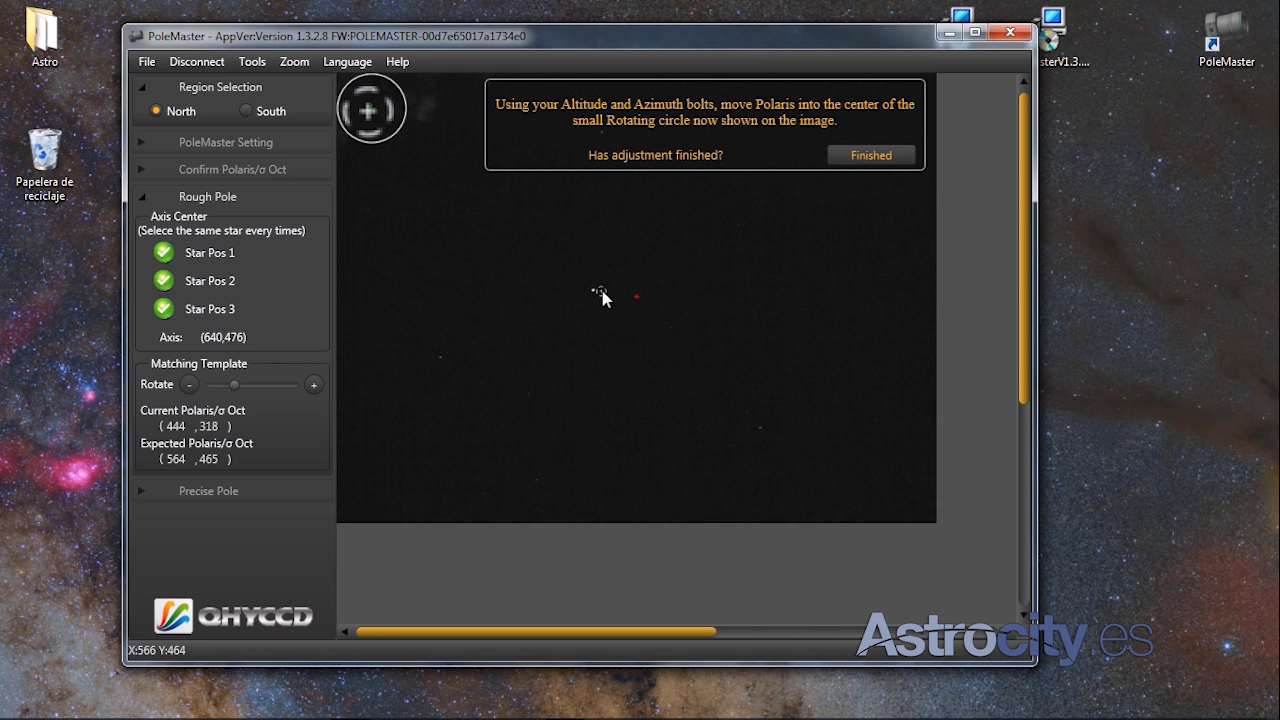 Astro
Papelera de
reciclaje
PoleMaster - AppVer:Version 1.3.2.8 FW:POLEMASTER-00d7e65017a1734e0
File Disconnect Tools Zoom Language Help
sterV1.3....
PoleMaster
Region Selection
North South
PoleMaster Setting
Confirm Polaris/σ Oct
Rough Pole
Axis Center
(Selece the same star every times)
Star Pos 1
Star Pos 2
Star Pos 3
Axis: (640,476)
Matching Template
Rotate - +
Current Polaris/σ Oct
( 444 ,318 )
Expected Polaris/σ Oct
( 564 ,465 )
Precise Pole
QHYCCD
X:566 Y:464
Using your Altitude and Azimuth bolts, move Polaris into the center of the
small Rotating circle now shown on the image.
Has adjustment finished? Finished
Astrocity.es